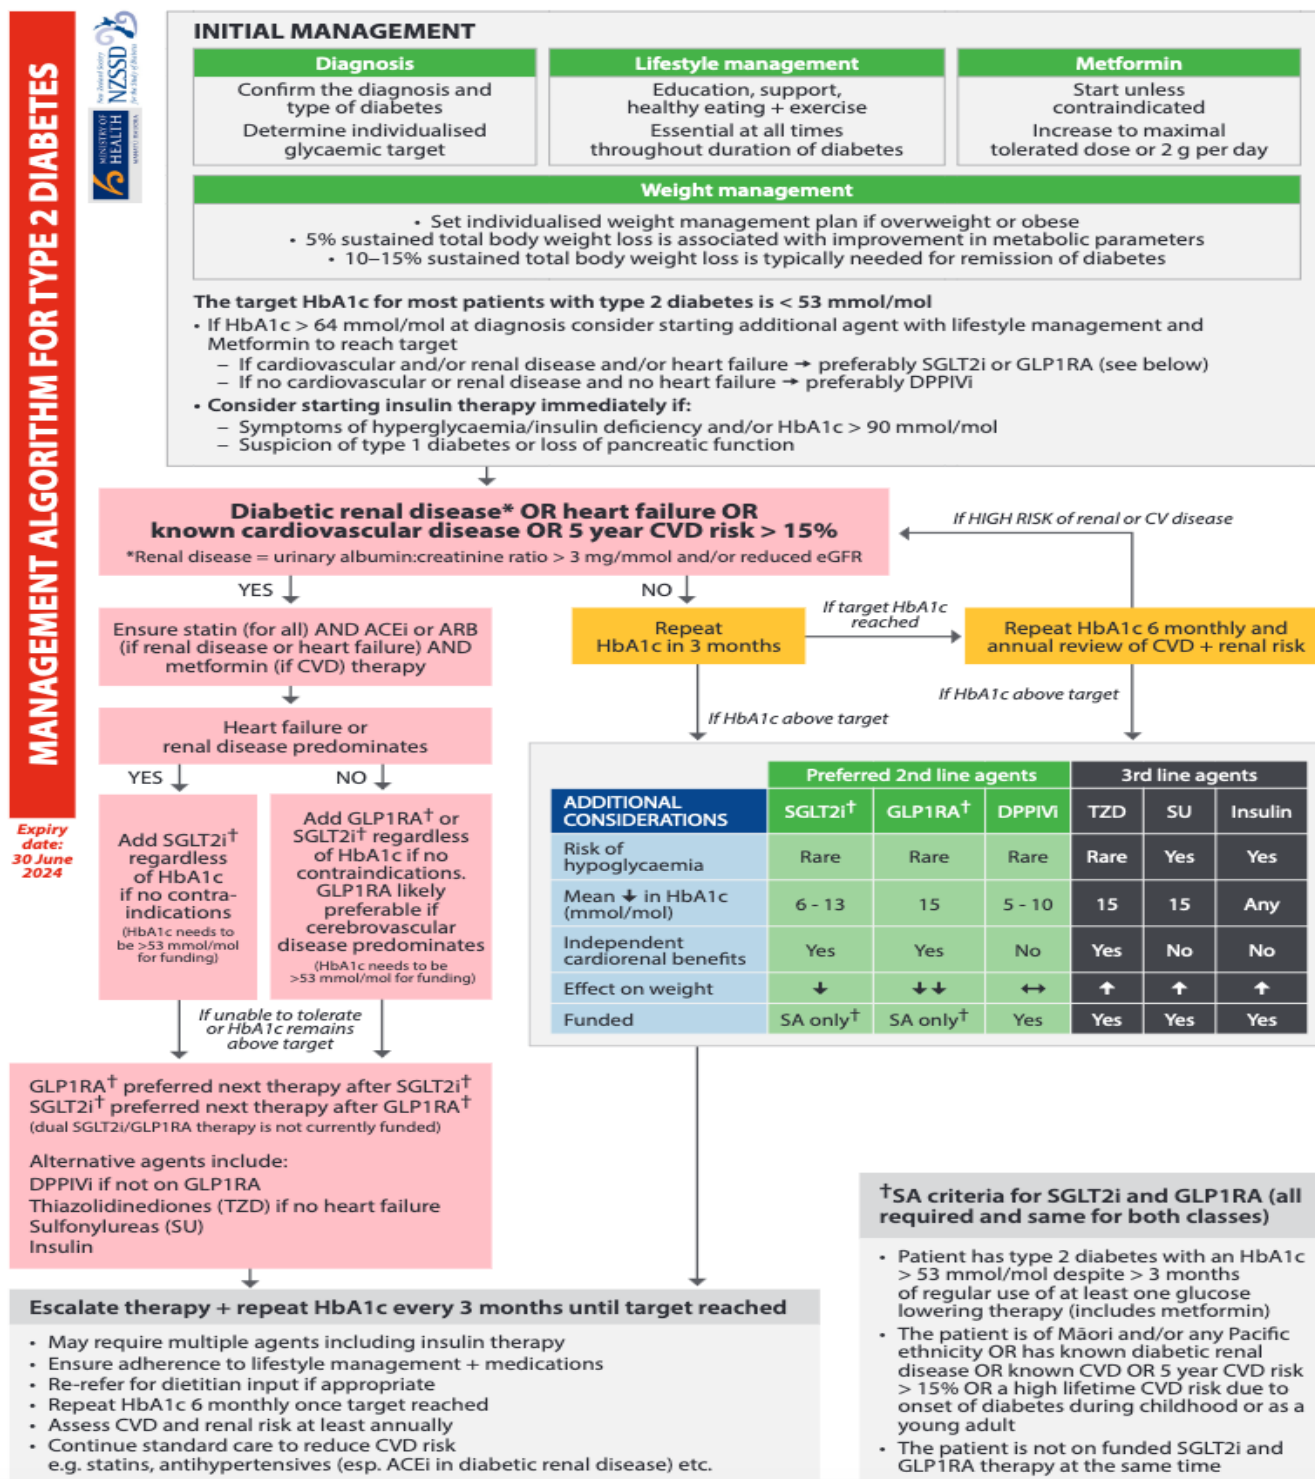 MANAGEMENT ALGORITHM FOR TYPE 2 DIABETES
Expiry
date:
30 June
2024
New Zealand Society
for the Study of Diabetes
NZSSD
MINISTRY OF
HEALTH
MANATŪ HAUORA
INITIAL MANAGEMENT
Diagnosis
Confirm the diagnosis and
type of diabetes
Determine individualised
glycaemic target
Lifestyle management
Education, support,
healthy eating + exercise
Essential at all times
throughout duration of diabetes
Metformin
Start unless
contraindicated
Increase to maximal
tolerated dose or 2 g per day
Weight management
• Set individualised weight management plan if overweight or obese
• 5% sustained total body weight loss is associated with improvement in metabolic parameters
• 10–15% sustained total body weight loss is typically needed for remission of diabetes
The target HbA1c for most patients with type 2 diabetes is < 53 mmol/mol
• If HbA1c > 64 mmol/mol at diagnosis consider starting additional agent with lifestyle management and
Metformin to reach target
– If cardiovascular and/or renal disease and/or heart failure → preferably SGLT2i or GLP1RA (see below)
– If no cardiovascular or renal disease and no heart failure → preferably DPPIVi
• Consider starting insulin therapy immediately if:
– Symptoms of hyperglycaemia/insulin deficiency and/or HbA1c > 90 mmol/mol
– Suspicion of type 1 diabetes or loss of pancreatic function
Diabetic renal disease* OR heart failure OR
known cardiovascular disease OR 5 year CVD risk > 15%
*Renal disease = urinary albumin:creatinine ratio > 3 mg/mmol and/or reduced eGFR
If HIGH RISK of renal or CV disease
YES
NO
Ensure statin (for all) AND ACEi or ARB
(if renal disease or heart failure) AND
metformin (if CVD) therapy
Repeat
HbA1c in 3 months
If target HbA1c
reached
Repeat HbA1c 6 monthly and
annual review of CVD + renal risk
If HbA1c above target
If HbA1c above target
Heart failure or
renal disease predominates
YES
NO
Add SGLT2i†
regardless
of HbA1c
if no contra-
indications
(HbA1c needs to
be >53 mmol/mol
for funding)
Add GLP1RA† or
SGLT2i† regardless
of HbA1c if no
contraindications.
GLP1RA likely
preferable if
cerebrovascular
disease predominates
(HbA1c needs to be
>53 mmol/mol for funding)
If unable to tolerate
or HbA1c remains
above target
GLP1RA† preferred next therapy after SGLT2i†
SGLT2i† preferred next therapy after GLP1RA†
(dual SGLT2i/GLP1RA therapy is not currently funded)
Alternative agents include:
DPPIVi if not on GLP1RA
Thiazolidinediones (TZD) if no heart failure
Sulfonylureas (SU)
Insulin
Preferred 2nd line agents 3rd line agents
ADDITIONAL
CONSIDERATIONS SGLT2i† GLP1RA† DPPIVi TZD SU Insulin
Risk of
hypoglycaemia Rare Rare Rare Rare Yes Yes
Mean ↓ in HbA1c
(mmol/mol) 6 - 13 15 5 - 10 15 15 Any
Independent
cardiorenal benefits Yes Yes No Yes No No
Effect on weight ↓ ↓↓ ↔ ↑ ↑ ↑
Funded SA only† SA only† Yes Yes Yes Yes
Escalate therapy + repeat HbA1c every 3 months until target reached
• May require multiple agents including insulin therapy
• Ensure adherence to lifestyle management + medications
• Re-refer for dietitian input if appropriate
• Repeat HbA1c 6 monthly once target reached
• Assess CVD and renal risk at least annually
• Continue standard care to reduce CVD risk
e.g. statins, antihypertensives (esp. ACEi in diabetic renal disease) etc.
†SA criteria for SGLT2i and GLP1RA (all
required and same for both classes)
• Patient has type 2 diabetes with an HbA1c
> 53 mmol/mol despite > 3 months
of regular use of at least one glucose
lowering therapy (includes metformin)
• The patient is of Māori and/or any Pacific
ethnicity OR has known diabetic renal
disease OR known CVD OR 5 year CVD risk
> 15% OR a high lifetime CVD risk due to
onset of diabetes during childhood or as a
young adult
• The patient is not on funded SGLT2i and
GLP1RA therapy at the same time